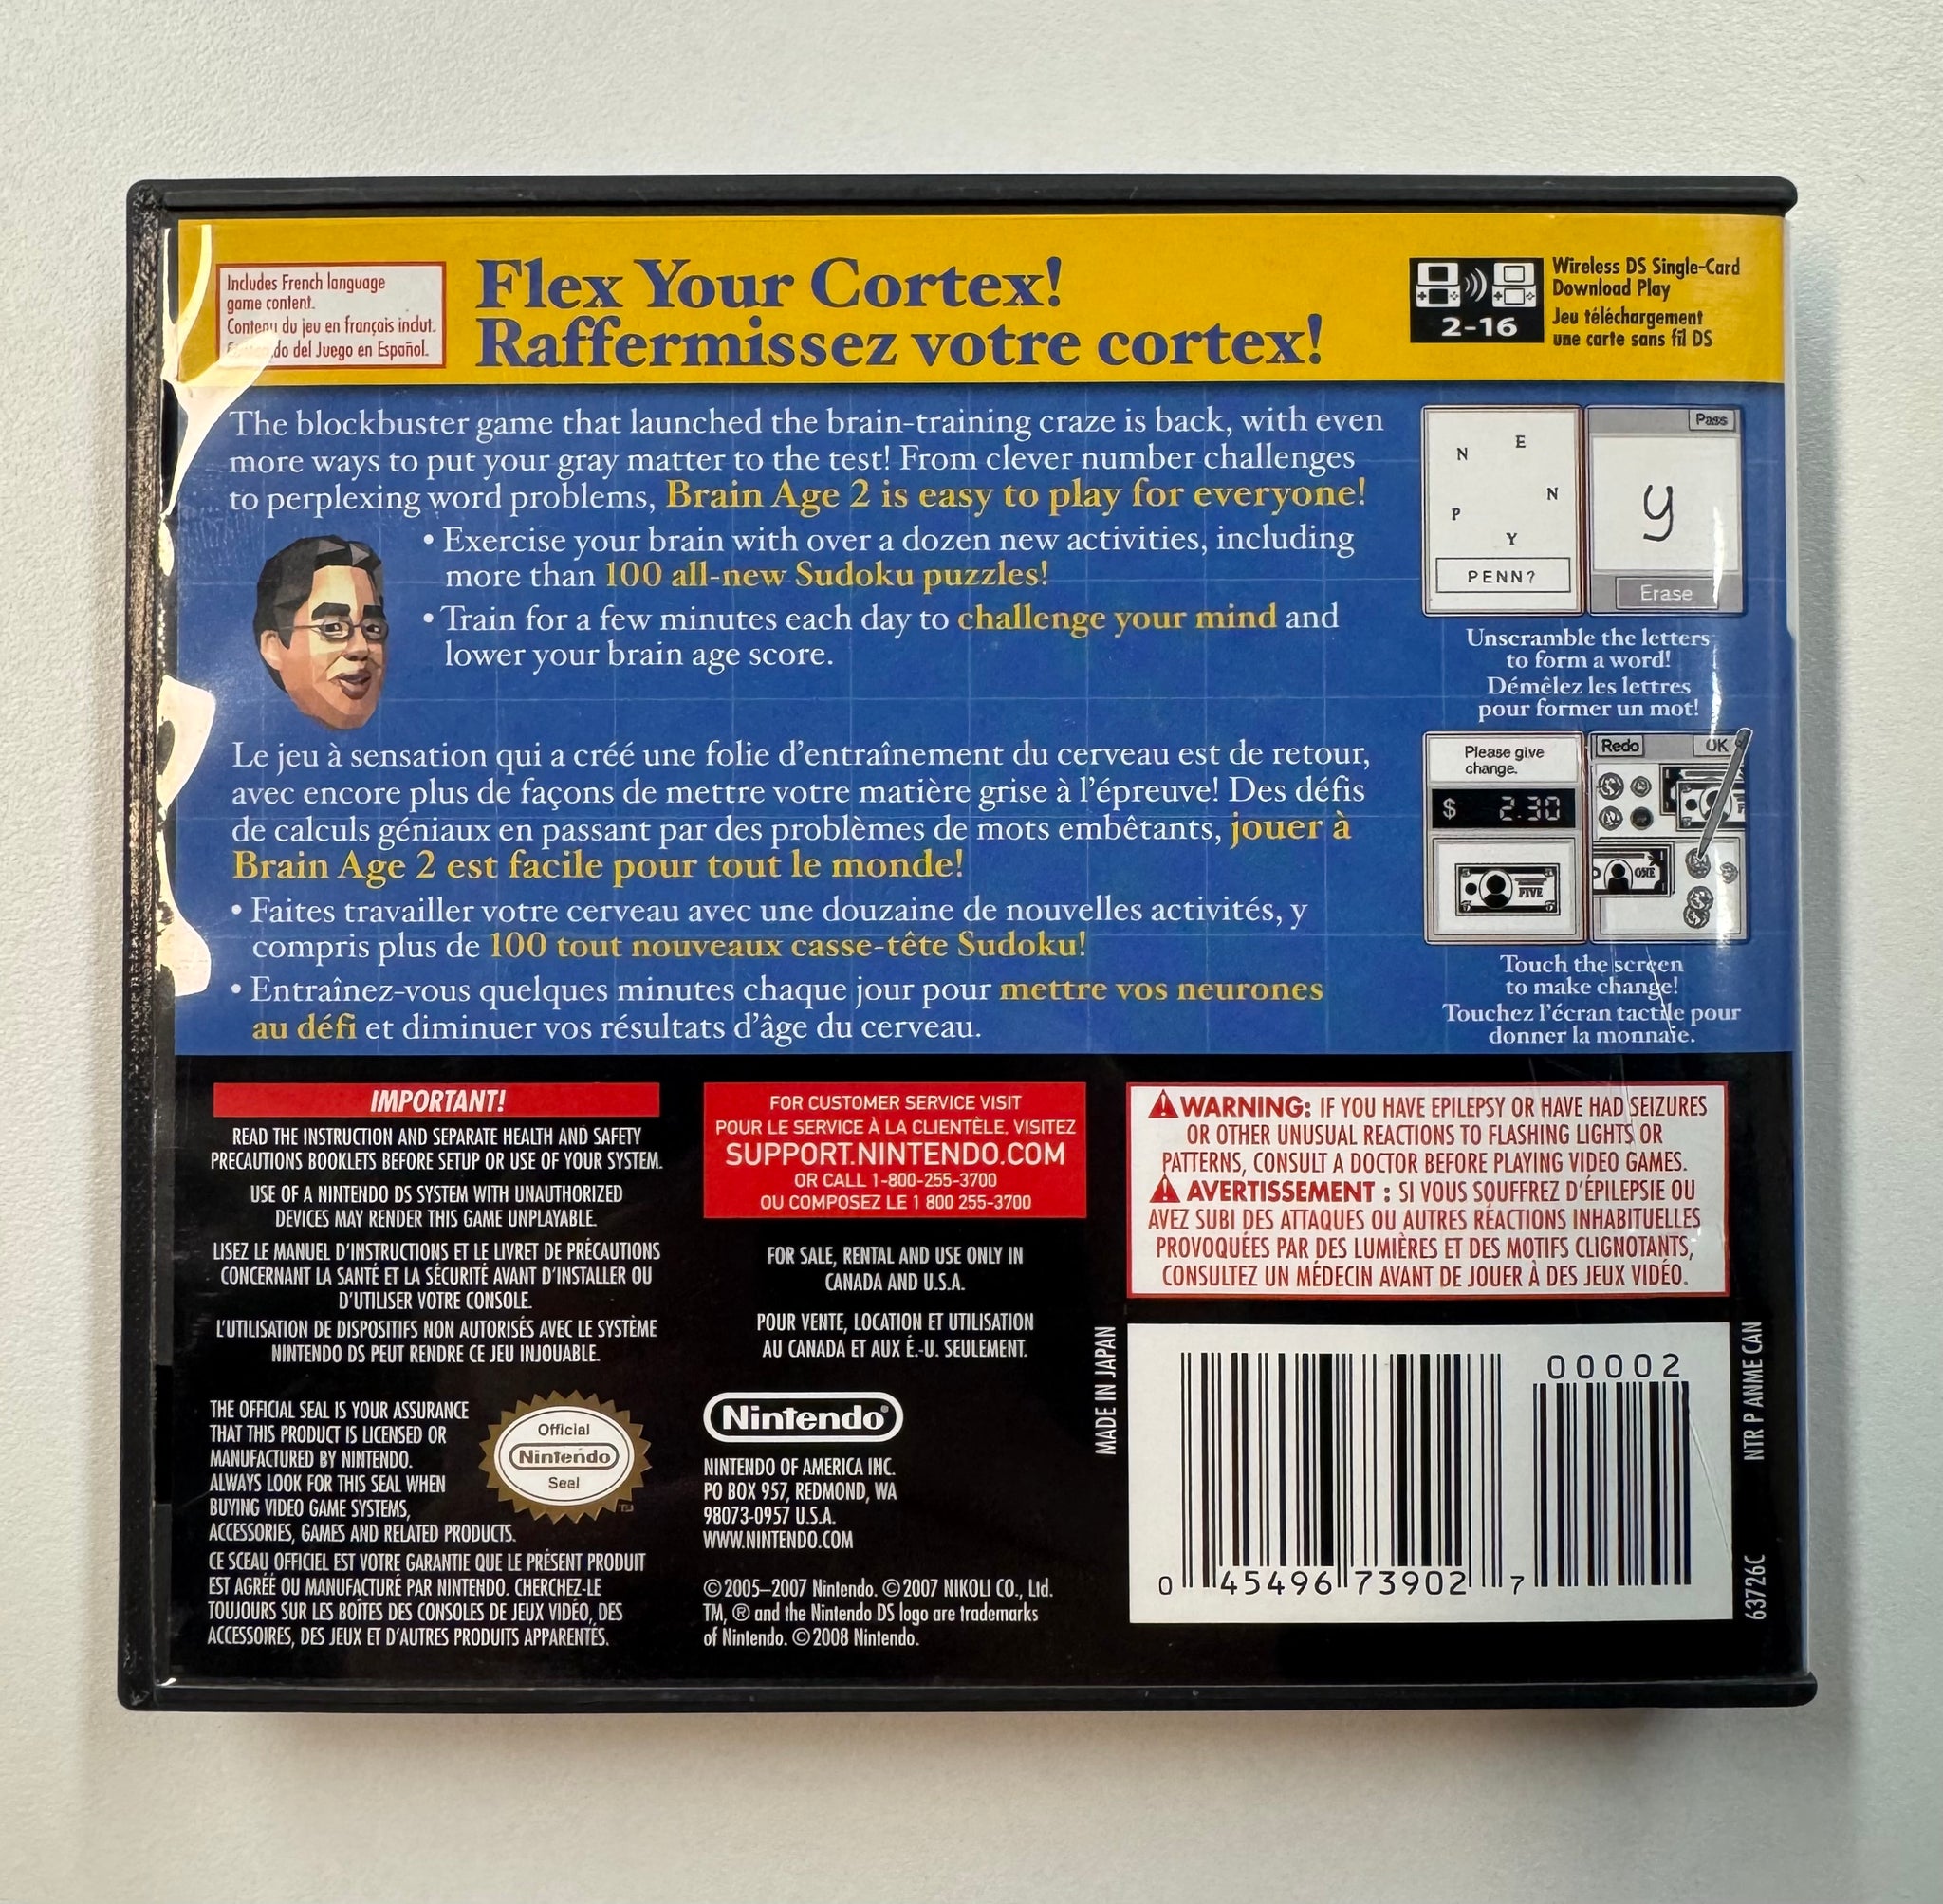 Includes French language
game content.
Contenu du jeu en français inclut.
do del Juego en Español.
Flex Your Cortex!
Raffermissez votre cortex!
2-16
Wireless DS Single-Card
Download Play
Jeu téléchargement
une carte sans fil DS
The blockbuster game that launched the brain-training craze is back, with even
more ways to put your gray matter to the test! From clever number challenges
to perplexing word problems, Brain Age 2 is easy to play for everyone!
• Exercise your brain with over a dozen new activities, including
more than 100 all-new Sudoku puzzles!
• Train for a few minutes each day to challenge your mind and
lower your brain age score.
Le jeu à sensation qui a créé une folie d'entraînement du cerveau est de retour,
avec encore plus de façons de mettre votre matière grise à l'épreuve! Des défis
de calculs géniaux en passant par des problèmes de mots embêtants, jouer à
Brain Age 2 est facile pour tout le monde!
• Faites travailler votre cerveau avec une douzaine de nouvelles activités, y
compris plus de 100 tout nouveaux casse-tête Sudoku!
• Entraînez-vous quelques minutes chaque jour pour mettre vos neurones
au défi et diminuer vos résultats d'âge du cerveau.
N E
N
P
Y
PENN?
Pass
y
Erase
Unscramble the letters
to form a word!
Démêlez les lettres
pour former un mot!
Please give
change.
$ 2.30
FIVE
Redo OK
ONE
Touch the screen
to make change!
Touchez l'écran tactile pour
donner la monnaie.
IMPORTANT!
READ THE INSTRUCTION AND SEPARATE HEALTH AND SAFETY
PRECAUTIONS BOOKLETS BEFORE SETUP OR USE OF YOUR SYSTEM.
USE OF A NINTENDO DS SYSTEM WITH UNAUTHORIZED
DEVICES MAY RENDER THIS GAME UNPLAYABLE.
LISEZ LE MANUEL D'INSTRUCTIONS ET LE LIVRET DE PRÉCAUTIONS
CONCERNANT LA SANTÉ ET LA SÉCURITÉ AVANT D'INSTALLER OU
D'UTILISER VOTRE CONSOLE.
L'UTILISATION DE DISPOSITIFS NON AUTORISÉS AVEC LE SYSTÈME
NINTENDO DS PEUT RENDRE CE JEU INJOUABLE.
THE OFFICIAL SEAL IS YOUR ASSURANCE
THAT THIS PRODUCT IS LICENSED OR
MANUFACTURED BY NINTENDO.
ALWAYS LOOK FOR THIS SEAL WHEN
BUYING VIDEO GAME SYSTEMS,
ACCESSORIES, GAMES AND RELATED PRODUCTS.
Official
Nintendo
Seal
TM
CE SCEAU OFFICIEL EST VOTRE GARANTIE QUE LE PRÉSENT PRODUIT
EST AGRÉÉ OU MANUFACTURÉ PAR NINTENDO. CHERCHEZ-LE
TOUJOURS SUR LES BOÎTES DES CONSOLES DE JEUX VIDÉO, DES
ACCESSOIRES, DES JEUX ET D'AUTRES PRODUITS APPARENTÉS.
FOR CUSTOMER SERVICE VISIT
POUR LE SERVICE À LA CLIENTÈLE, VISITEZ
SUPPORT.NINTENDO.COM
OR CALL 1-800-255-3700
OU COMPOSEZ LE 1 800 255-3700
FOR SALE, RENTAL AND USE ONLY IN
CANADA AND U.S.A.
POUR VENTE, LOCATION ET UTILISATION
AU CANADA ET AUX É.-U. SEULEMENT.
Nintendo®
NINTENDO OF AMERICA INC.
PO BOX 957, REDMOND, WA
98073-0957 U.S.A.
WWW.NINTENDO.COM
©2005–2007 Nintendo. ©2007 NIKOLI CO., Ltd.
TM, ® and the Nintendo DS logo are trademarks
of Nintendo. ©2008 Nintendo.
⚠WARNING: IF YOU HAVE EPILEPSY OR HAVE HAD SEIZURES
OR OTHER UNUSUAL REACTIONS TO FLASHING LIGHTS OR
PATTERNS, CONSULT A DOCTOR BEFORE PLAYING VIDEO GAMES.
⚠ AVERTISSEMENT : SI VOUS SOUFFREZ D'ÉPILEPSIE OU
AVEZ SUBI DES ATTAQUES OU AUTRES RÉACTIONS INHABITUELLES
PROVOQUÉES PAR DES LUMIÈRES ET DES MOTIFS CLIGNOTANTS,
CONSULTEZ UN MÉDECIN AVANT DE JOUER À DES JEUX VIDÉO.
MADE IN JAPAN
00002
0 45496 73902 7
NTR P ANME CAN
63726C